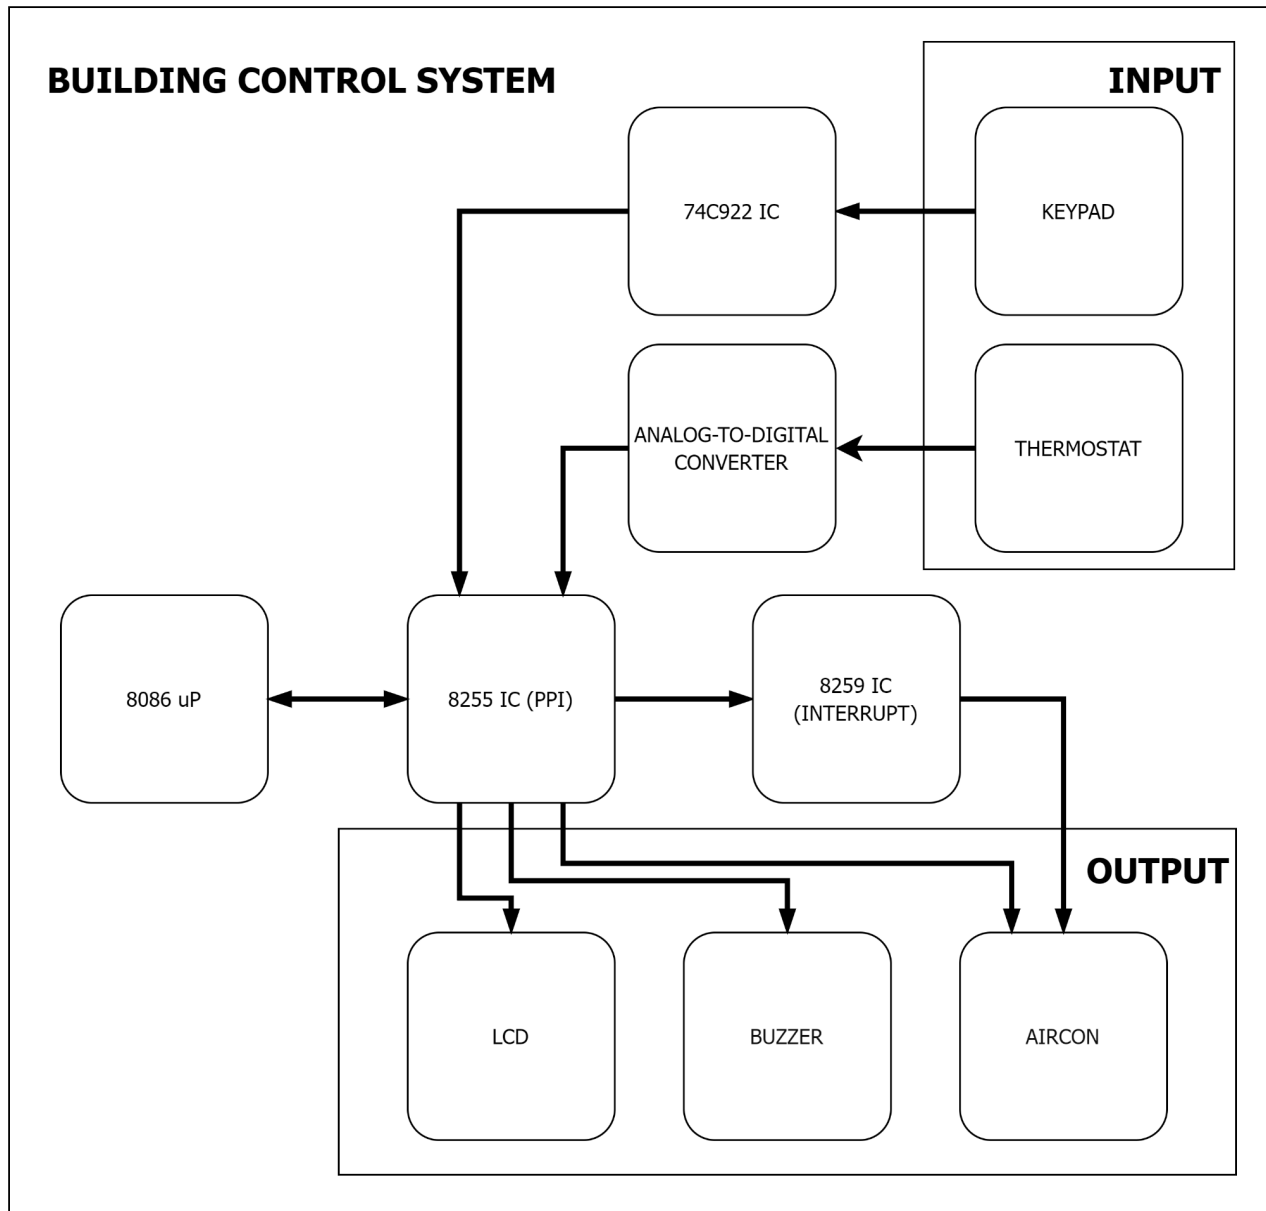 BUILDING CONTROL SYSTEM
INPUT
74C922 IC
KEYPAD
ANALOG-TO-DIGITAL
CONVERTER
THERMOSTAT
8086 uP
8255 IC (PPI)
8259 IC
(INTERRUPT)
OUTPUT
LCD
BUZZER
AIRCON